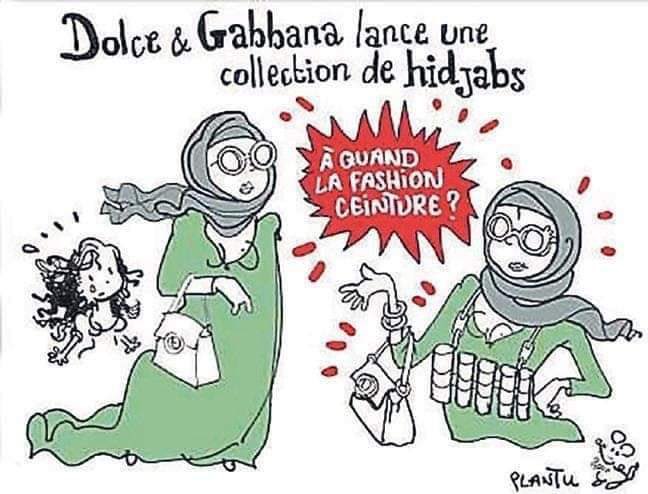 Dolce & Gabbana lance une
collection de hidjabs
À QUAND
LA FASHION
CEINTURE ?
PLANTU